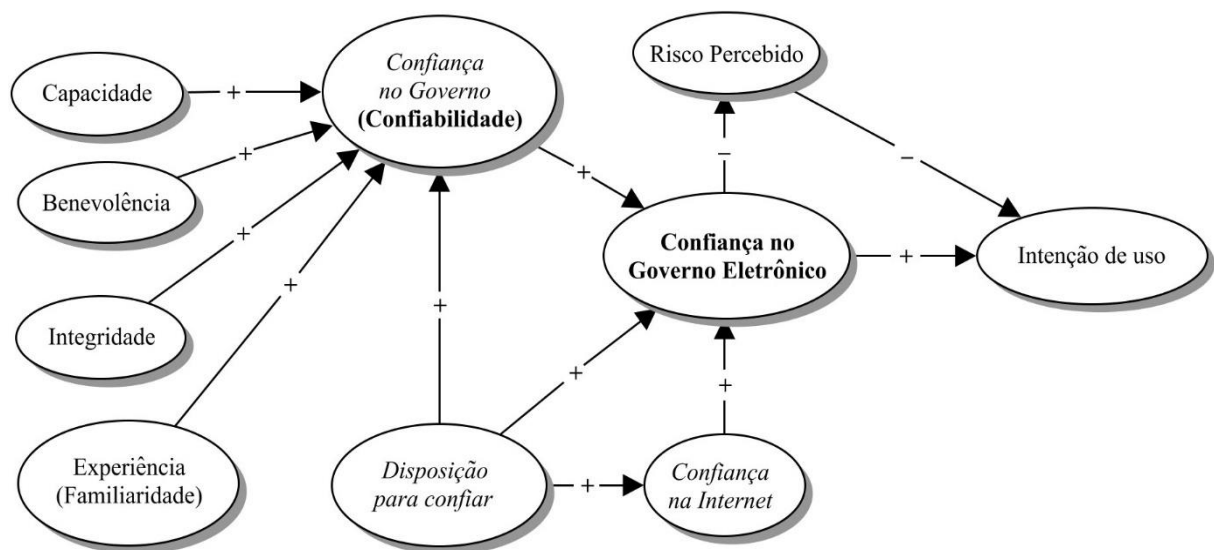 Confiança
no Governo
(Confiabilidade)
Risco Percebido
Capacidade
+
Benevolência
+
+
−
−
Confiança no
Governo Eletrônico
+
Intenção de uso
+
Integridade
+
+
+
+
Experiência
(Familiaridade)
Disposição
para confiar
+
Confiança
na Internet